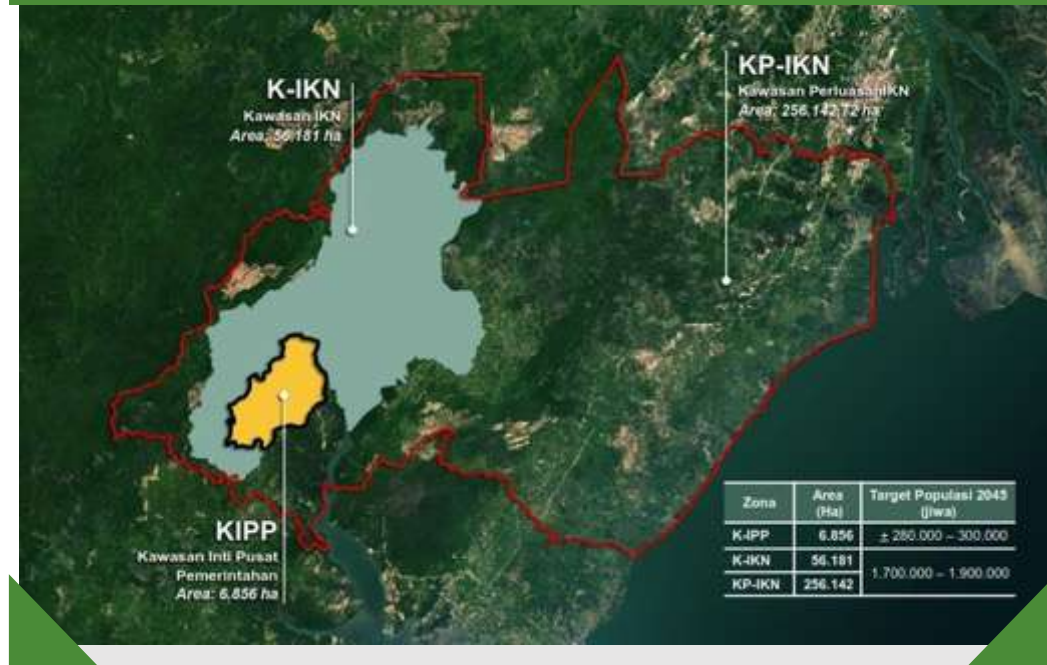 K-IKN
Kawasan IKN
Area: 56.181 ha
KP-IKN
Kawasan Perluasan IKN
Area: 256.142,72 ha
KIPP
Kawasan Inti Pusat
Pemerintahan
Area: 6.856 ha
Zona Area (Ha) Target Populasi 2045 (jiwa)
K-IPP 6.856 ± 280.000 – 300.000
K-IKN 56.181 1.700.000 – 1.900.000
KP-IKN 256.142